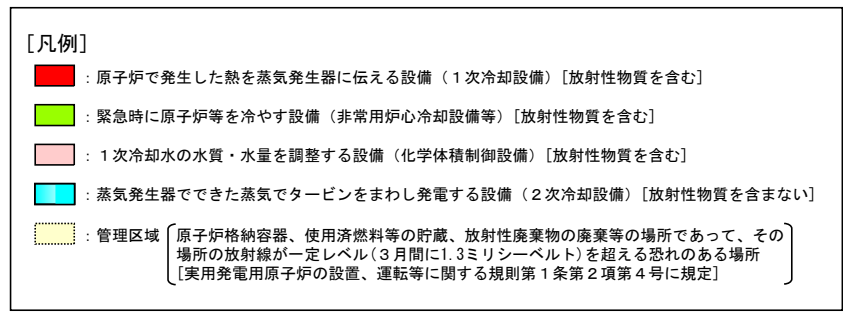 [凡例]
：原子炉で発生した熱を蒸気発生器に伝える設備（１次冷却設備）[放射性物質を含む]
：緊急時に原子炉等を冷やす設備（非常用炉心冷却設備等）[放射性物質を含む]
：１次冷却水の水質・水量を調整する設備（化学体積制御設備）[放射性物質を含む]
：蒸気発生器でできた蒸気でタービンをまわし発電する設備（２次冷却設備）[放射性物質を含まない]
：管理区域 原子炉格納容器、使用済燃料等の貯蔵、放射性廃棄物の廃棄等の場所であって、その
場所の放射線が一定レベル(３月間に1.3ミリシーベルト)を超える恐れのある場所
[実用発電用原子炉の設置、運転等に関する規則第１条第２項第４号に規定]